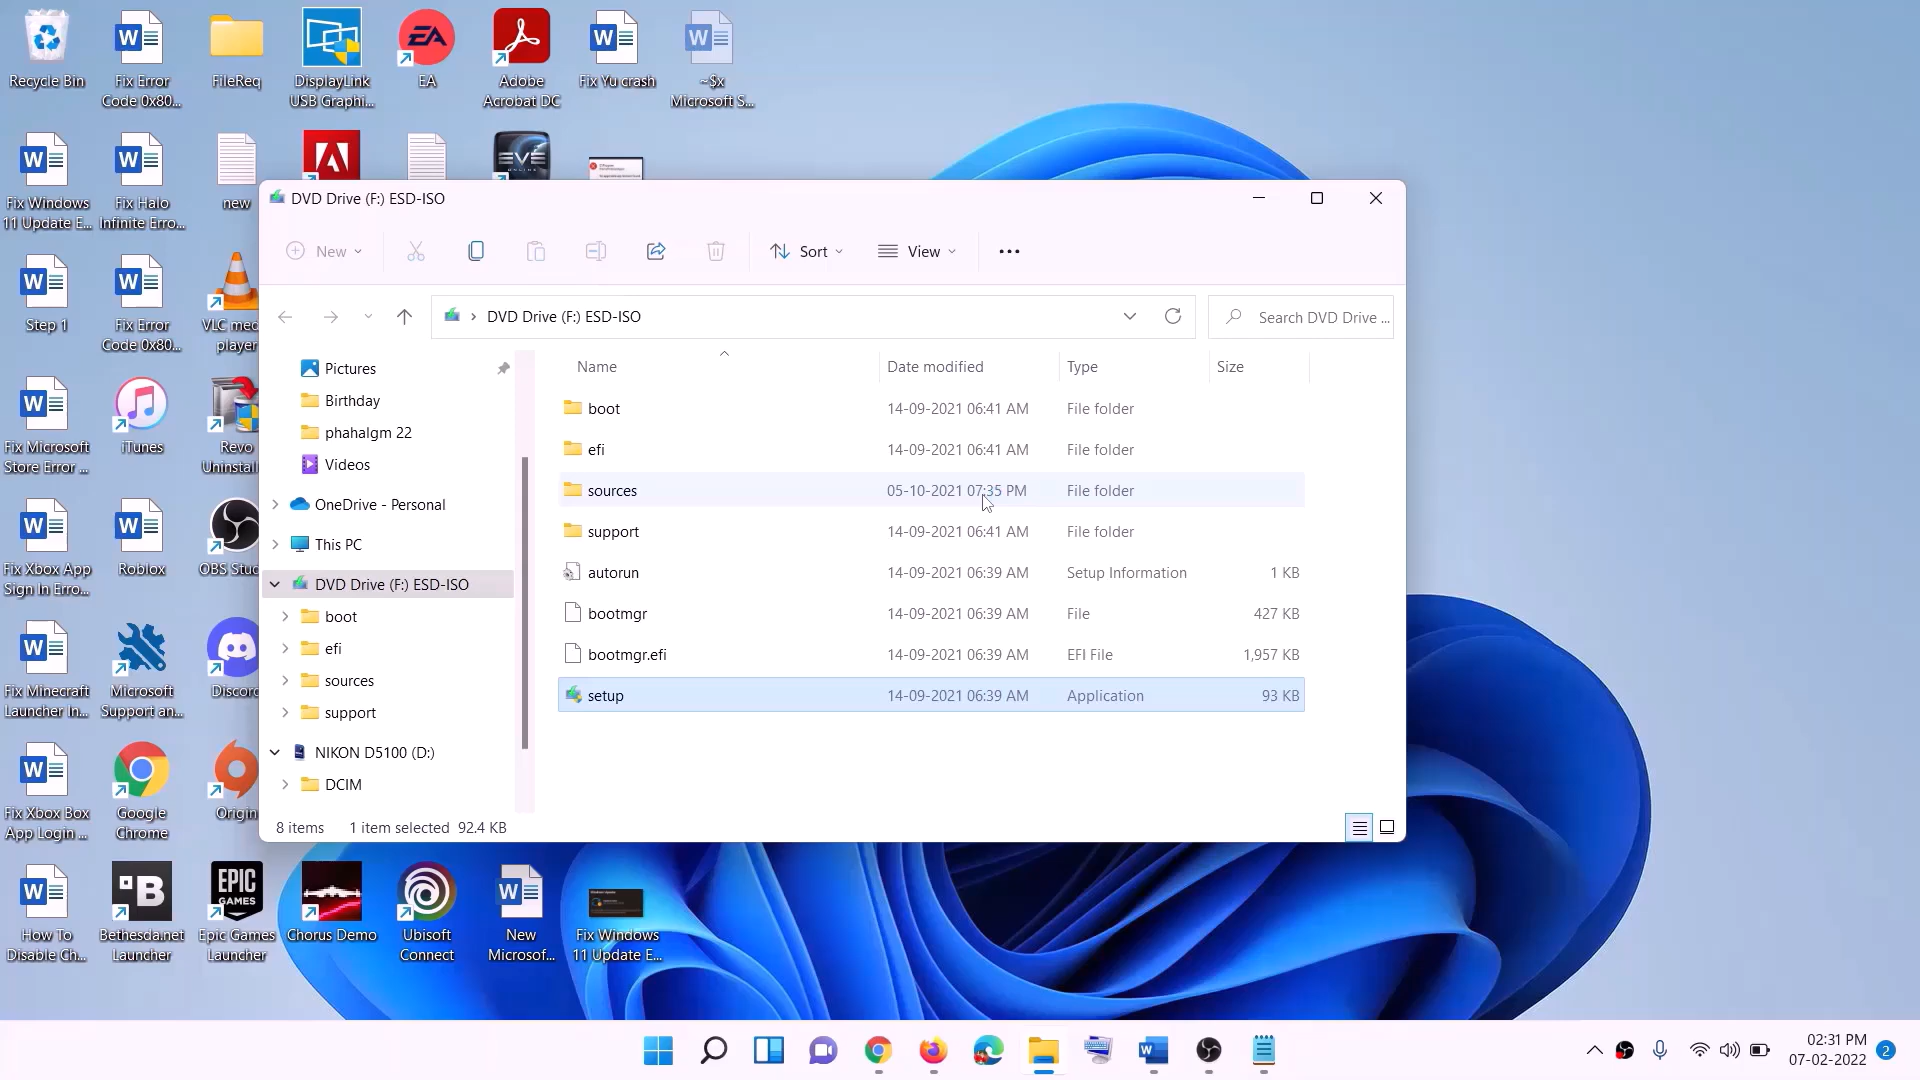 Recycle Bin
Fix Error
Code 0x80...
FileReq
DisplayLink
USB Graphi...
EA
Adobe
Acrobat DC
Fix Yu crash
~$x
Microsoft S...
Fix Windows
11 Update E...
Fix Halo
Infinite Erro...
new
EVE
ONLINE
Step 1
Fix Error
Code 0x80...
VLC med
player
Fix Microsoft
Store Error ...
iTunes
Revo
Uninstall
Fix Xbox App
Sign In Erro...
Roblox
OBS Stud
Fix Minecraft
Launcher In...
Microsoft
Support an...
Discord
Fix Xbox Box
App Login ...
Google
Chrome
Origin
How To
Disable Ch...
Bethesda.net
Launcher
EPIC
GAMES
Epic Games
Launcher
Chorus Demo
Ubisoft
Connect
New
Microsof...
Fix Windows
11 Update E...
DVD Drive (F:) ESD-ISO
New
Sort
View
DVD Drive (F:) ESD-ISO
Search DVD Drive ...
Pictures
Birthday
phahalgm 22
Videos
OneDrive - Personal
This PC
DVD Drive (F:) ESD-ISO
boot
efi
sources
support
NIKON D5100 (D:)
DCIM
Name Date modified Type Size
boot 14-09-2021 06:41 AM File folder
efi 14-09-2021 06:41 AM File folder
sources 05-10-2021 07:35 PM File folder
support 14-09-2021 06:41 AM File folder
autorun 14-09-2021 06:39 AM Setup Information 1 KB
bootmgr 14-09-2021 06:39 AM File 427 KB
bootmgr.efi 14-09-2021 06:39 AM EFI File 1,957 KB
setup 14-09-2021 06:39 AM Application 93 KB
8 items 1 item selected 92.4 KB
02:31 PM
07-02-2022
2